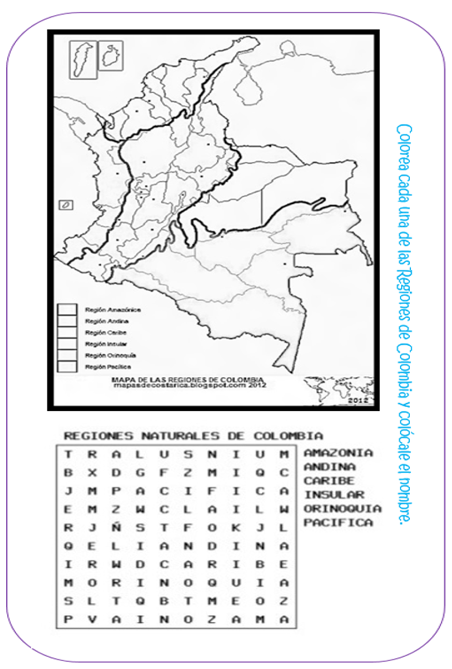 Colorea cada una de las Regiones de Colombia y colócale el nombre.
Región Amazónica
Región Andina
Región Caribe
Región Insular
Región Orinoquía
Región Pacífica
MAPA DE LAS REGIONES DE COLOMBIA
mapasdecostarica.blogspot.com 2012
2012
REGIONES NATURALES DE COLOMBIA
T R A L U S N I U M
B X D G F Z M I Q C
J M P A C I F I C A
E M Z W C L A I L W
R J Ñ S T F O K J L
Q E L I A N D I N A
I R W D C A R I B E
M O R I N O Q U I A
S L T Q B T M E O Z
P V A I N O Z A M A
AMAZONIA
ANDINA
CARIBE
INSULAR
ORINOQUIA
PACIFICA